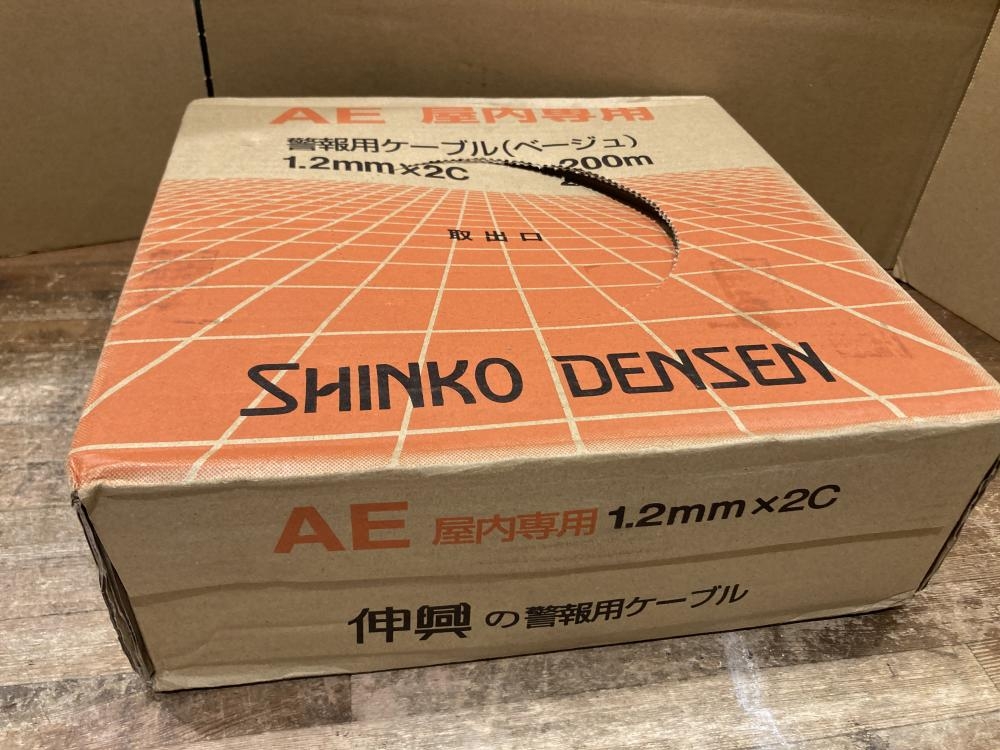 AE 屋内専用
警報用ケーブル(ベージュ)
1.2mm×2C 200m
取出口
SHINKO DENSEN
AE 屋内専用 1.2mm×2C
伸興の警報用ケーブル